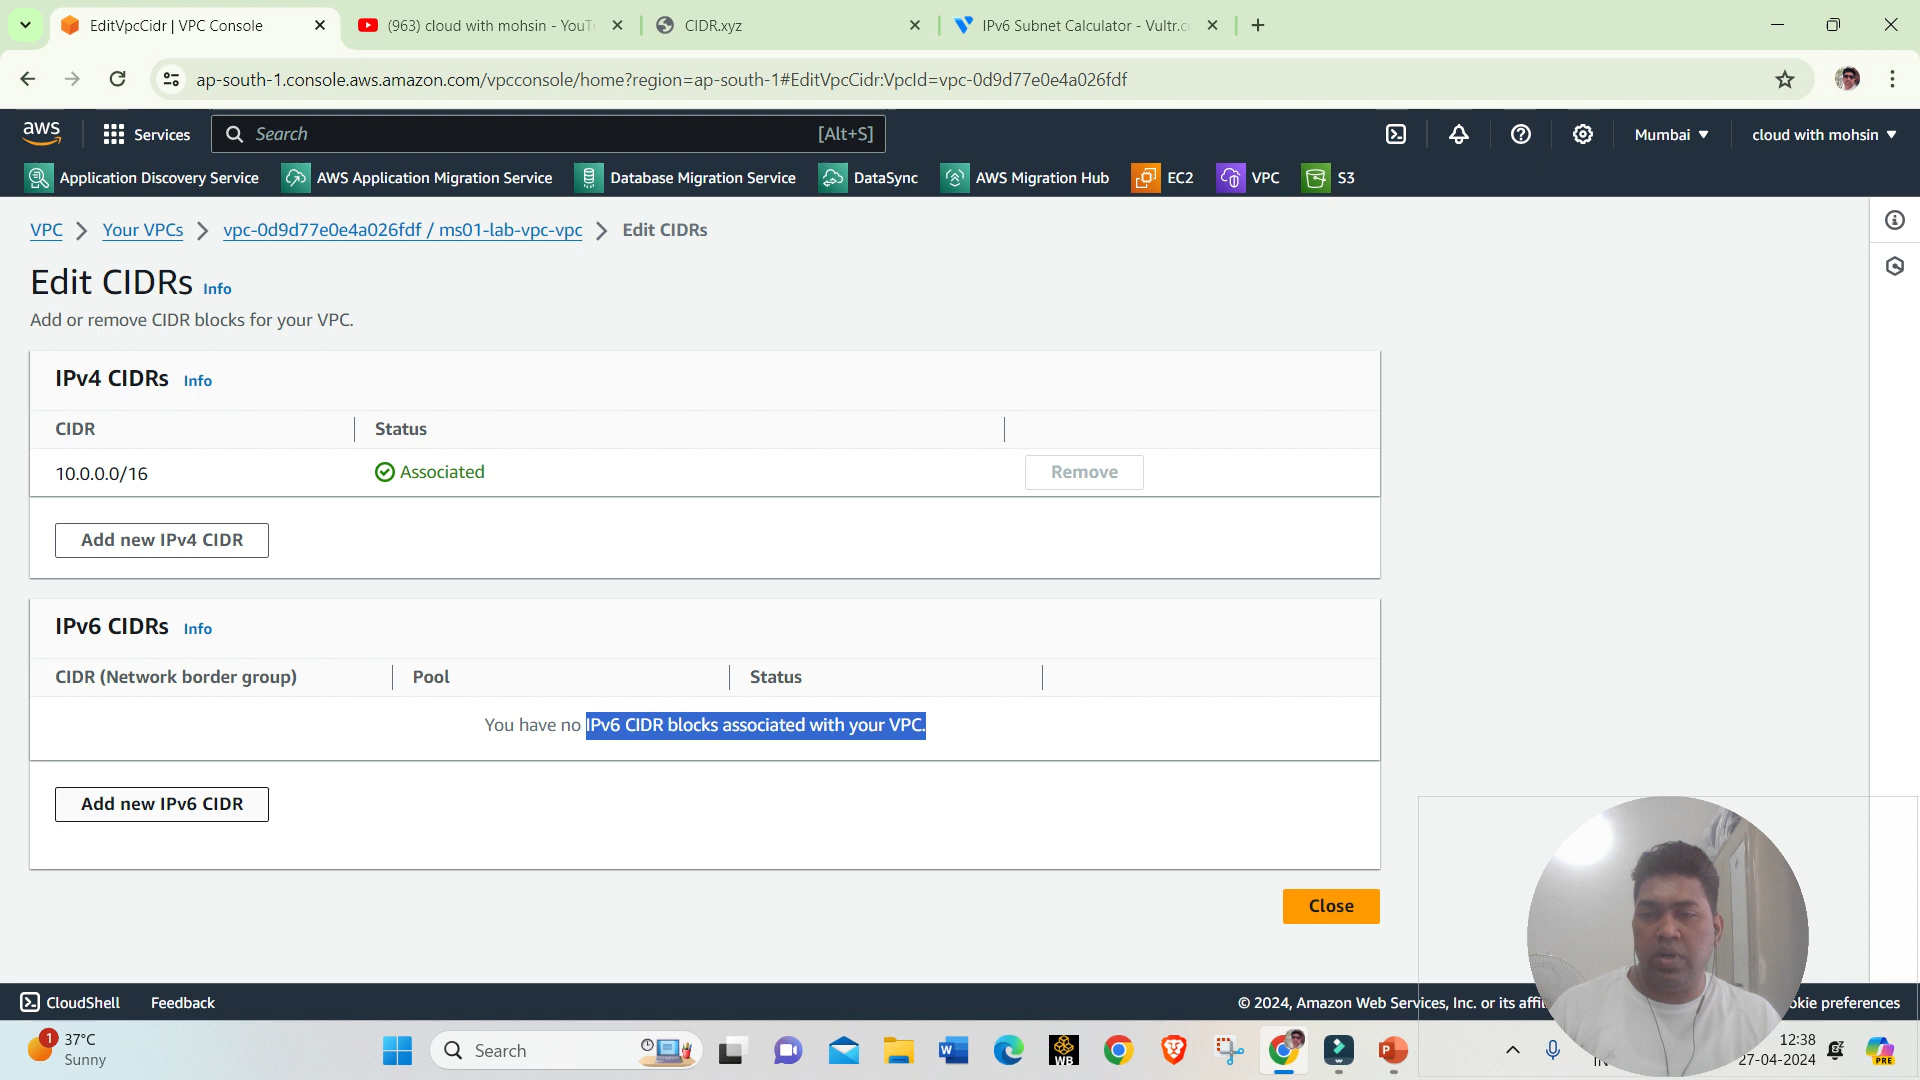 EditVpcCidr | VPC Console
(963) cloud with mohsin - YouTu
CIDR.xyz
IPv6 Subnet Calculator - Vultr.co
ap-south-1.console.aws.amazon.com/vpcconsole/home?region=ap-south-1#EditVpcCidr:VpcId=vpc-0d9d77e0e4a026fdf
aws
Services
Search
[Alt+S]
Mumbai
cloud with mohsin
Application Discovery Service
AWS Application Migration Service
Database Migration Service
DataSync
AWS Migration Hub
EC2
VPC
S3
VPC
Your VPCs
vpc-0d9d77e0e4a026fdf / ms01-lab-vpc-vpc
Edit CIDRs
Edit CIDRs Info
Add or remove CIDR blocks for your VPC.
IPv4 CIDRs Info
CIDR
Status
10.0.0.0/16
Associated
Remove
Add new IPv4 CIDR
IPv6 CIDRs Info
CIDR (Network border group)
Pool
Status
You have no IPv6 CIDR blocks associated with your VPC.
Add new IPv6 CIDR
Close
CloudShell
Feedback
© 2024, Amazon Web Services, Inc. or its affil
okie preferences
1
37°C
Sunny
Search
W
WB
P
12:38
27-04-2024
PRE